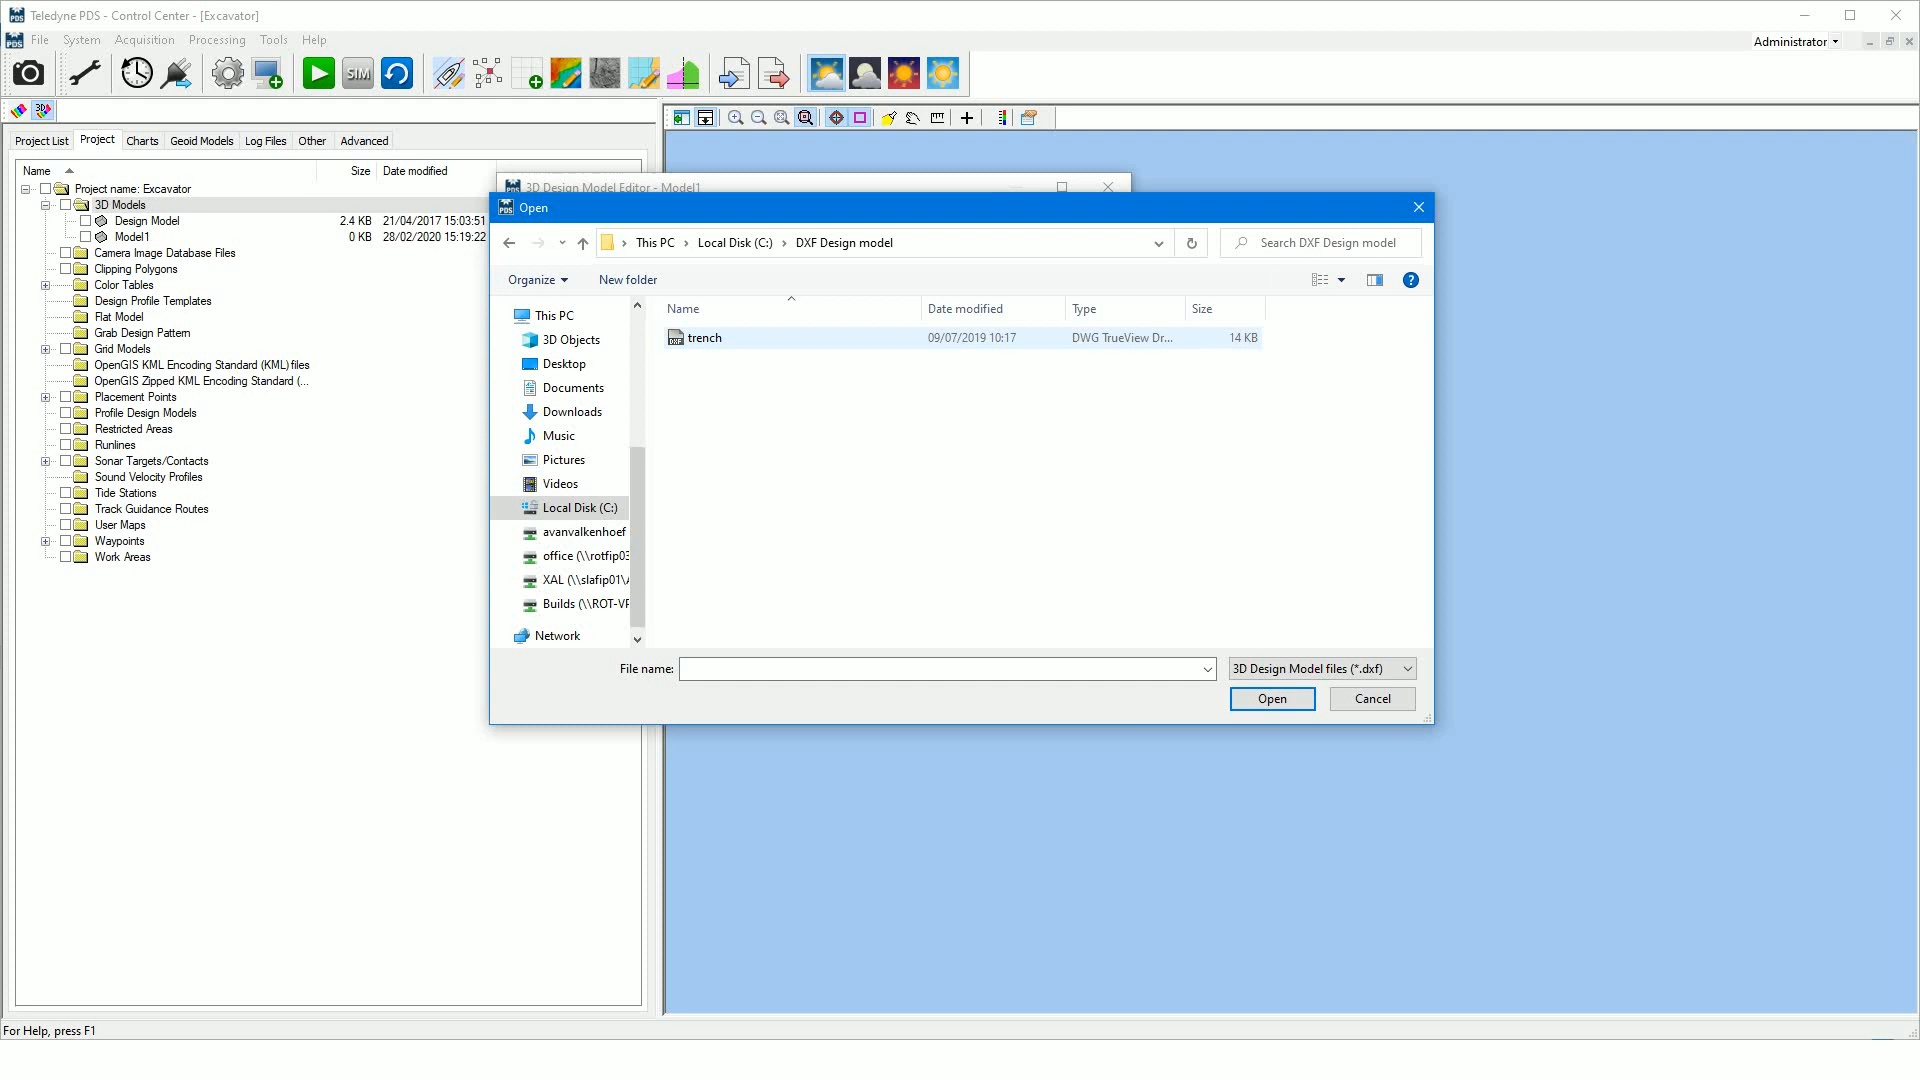 Teledyne PDS - Control Center - [Excavator]
File System Acquisition Processing Tools Help
Administrator
SIM
3D
Project List Project Charts Geoid Models Log Files Other Advanced
Name Size Date modified
Project name: Excavator
3D Models
Design Model 2.4 KB 21/04/2017 15:03:51
Model1 0 KB 28/02/2020 15:19:22
Camera Image Database Files
Clipping Polygons
Color Tables
Design Profile Templates
Flat Model
Grab Design Pattern
Grid Models
OpenGIS KML Encoding Standard (KML) files
OpenGIS Zipped KML Encoding Standard (...
Placement Points
Profile Design Models
Restricted Areas
Runlines
Sonar Targets/Contacts
Sound Velocity Profiles
Tide Stations
Track Guidance Routes
User Maps
Waypoints
Work Areas
3D Design Model Editor - Model1
Open
This PC › Local Disk (C:) › DXF Design model
Search DXF Design model
Organize New folder
This PC
3D Objects
Desktop
Documents
Downloads
Music
Pictures
Videos
Local Disk (C:)
avanvalkenhoef
office (\\rotfip03
XAL (\\slafip01\
Builds (\\ROT-VF
Network
Name Date modified Type Size
trench 09/07/2019 10:17 DWG TrueView Dr... 14 KB
File name: 3D Design Model files (*.dxf)
Open Cancel
For Help, press F1